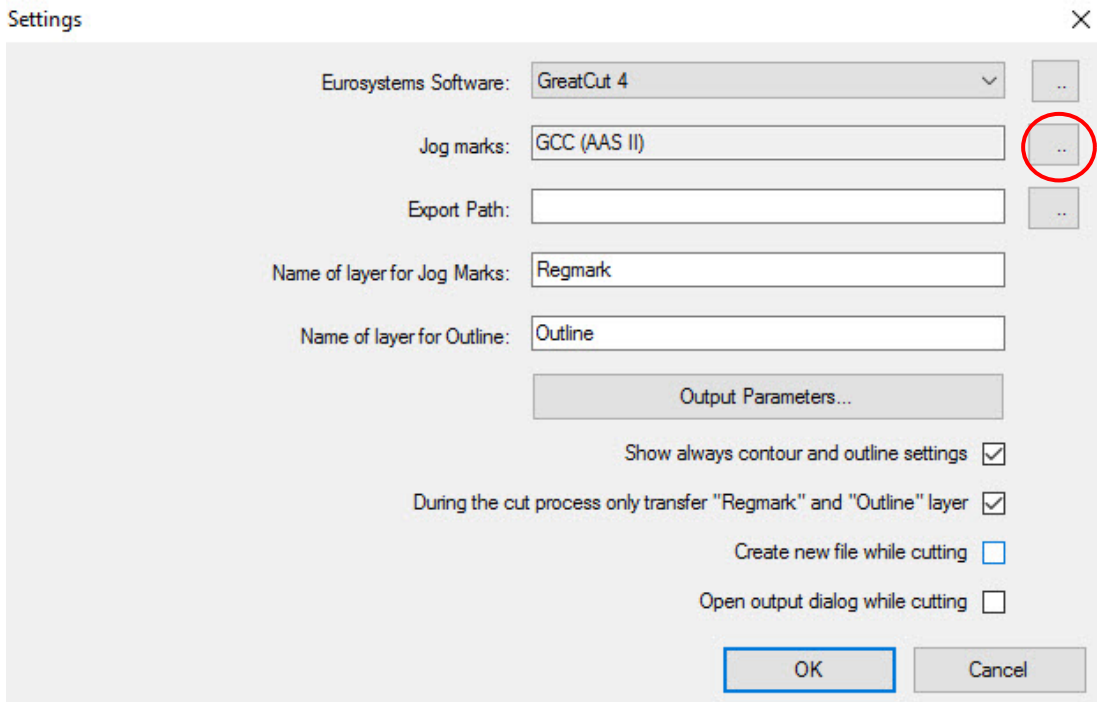 Settings
Eurosystems Software: GreatCut 4 ..
Jog marks: GCC (AAS II) ..
Export Path: ..
Name of layer for Jog Marks: Regmark
Name of layer for Outline: Outline
Output Parameters...
Show always contour and outline settings
During the cut process only transfer "Regmark" and "Outline" layer
Create new file while cutting
Open output dialog while cutting
OK Cancel